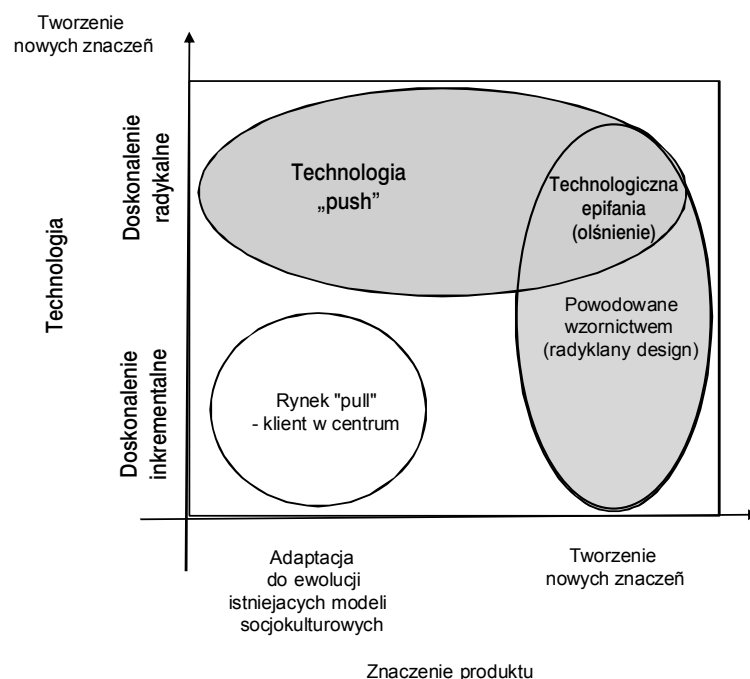 Tworzenie
nowych znaczeń
Doskonalenie
radykalne
Technologia
„push”
Technologiczna
epifania
(olśnienie)
Technologia
Powodowane
wzornictwem
(radyklany design)
Doskonalenie
inkrementalne
Rynek "pull"
- klient w centrum
Adaptacja
do ewolucji
istniejacych modeli
socjokulturowych
Tworzenie
nowych znaczeń
Znaczenie produktu